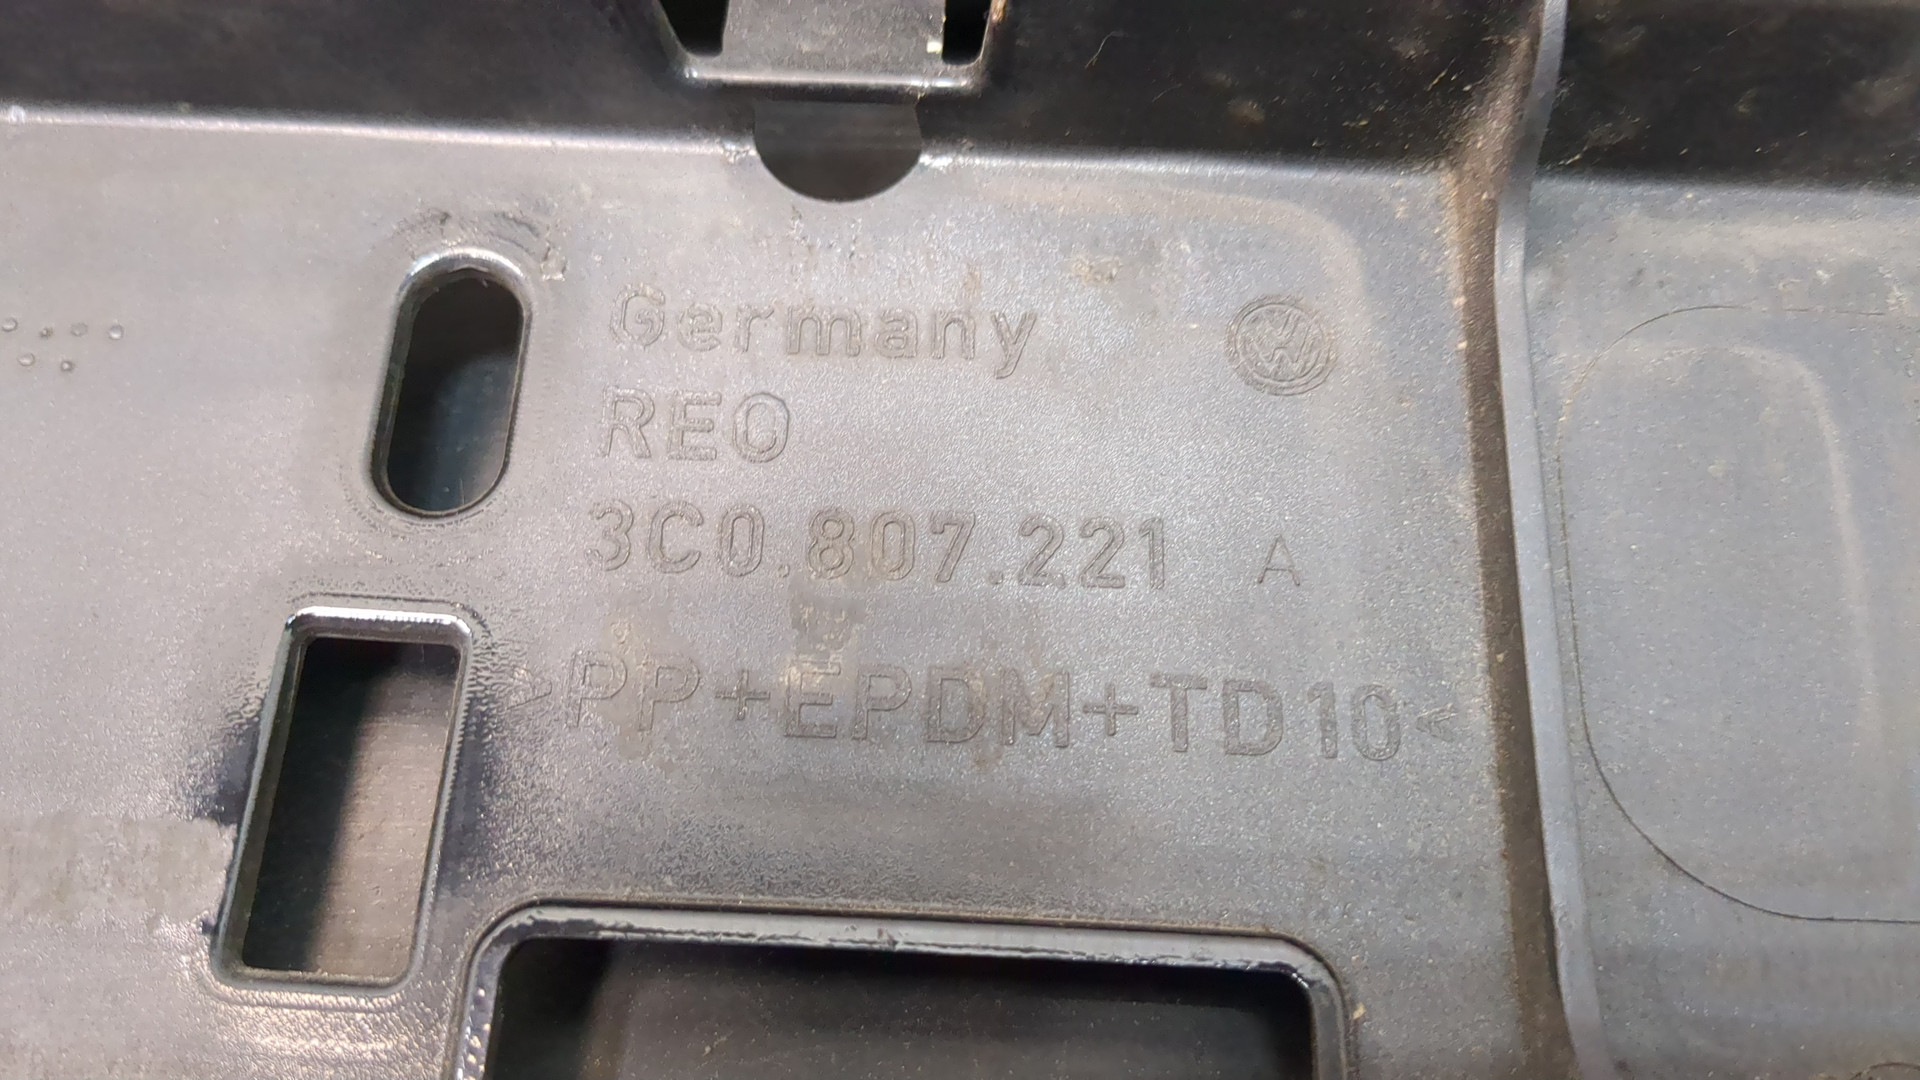 Germany
REO
3C0.807.221 A
>PP+EPDM+TD10<